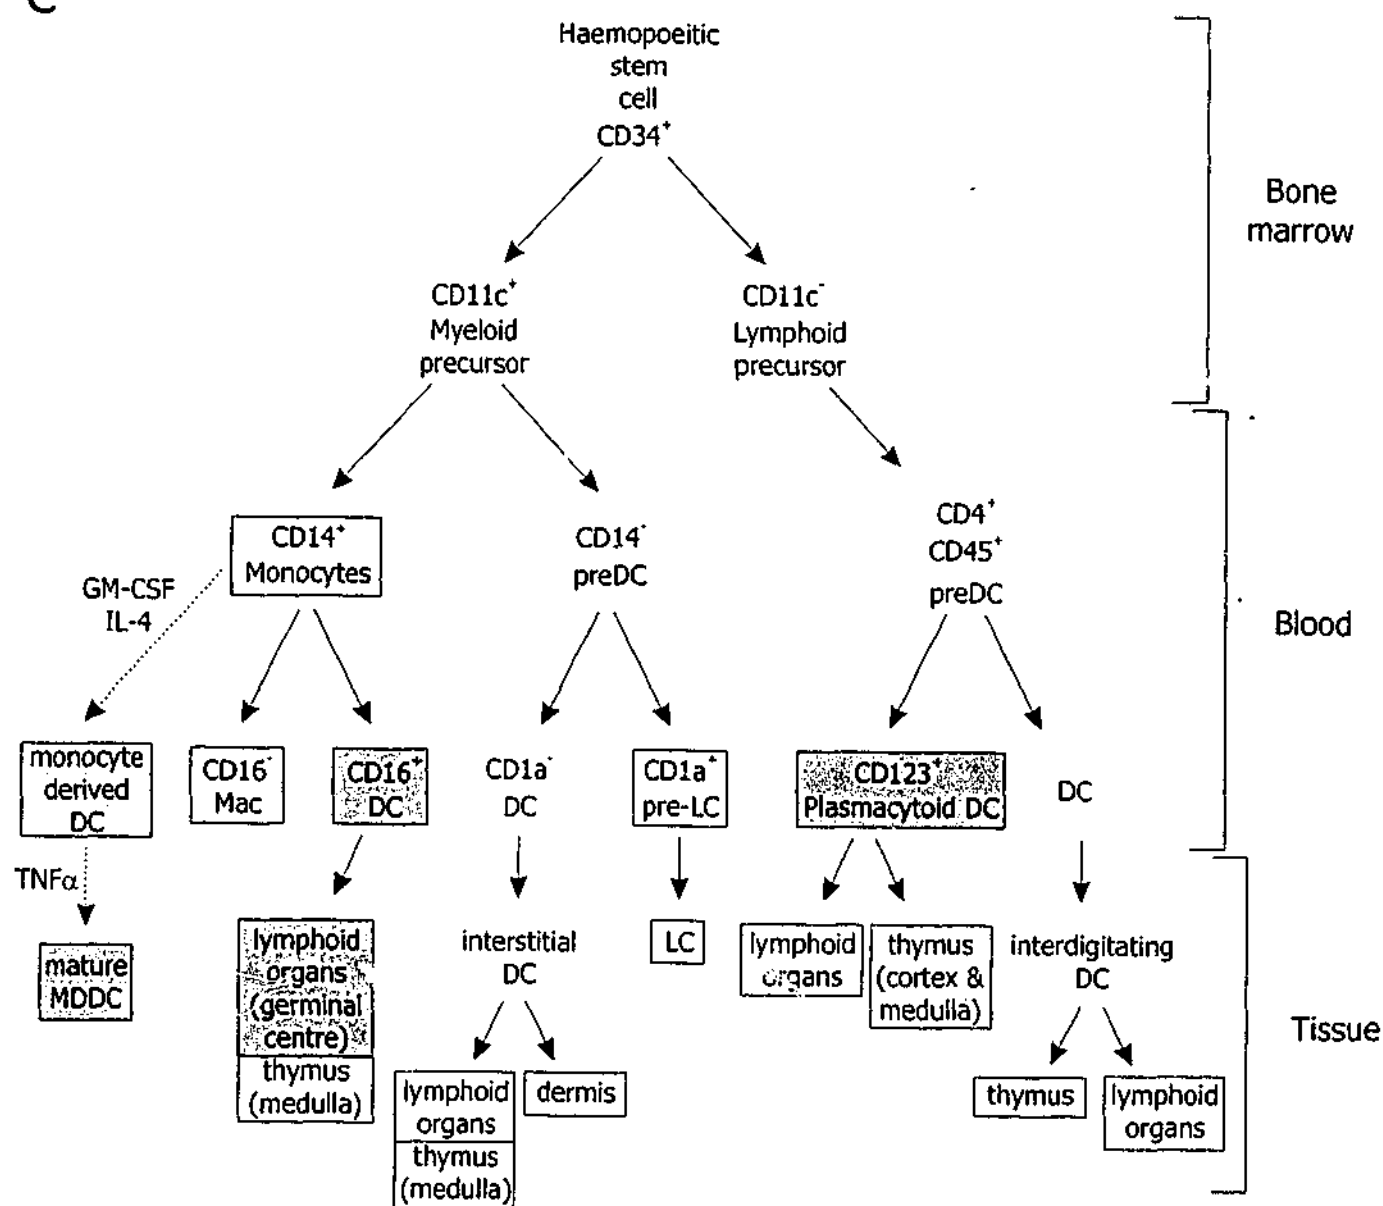 C
Haemopoeitic
stem
cell
CD34⁺
Bone
marrow
CD11c⁺
Myeloid
precursor
CD11c⁻
Lymphoid
precursor
CD14⁺
Monocytes
CD14⁻
preDC
CD4⁺
CD45⁺
preDC
GM-CSF
IL-4
Blood
monocyte
derived
DC
CD16⁻
Mac
CD16⁺
DC
CD1a⁻
DC
CD1a⁺
pre-LC
CD123⁺
Plasmacytoid DC
DC
TNFα
mature
MDDC
lymphoid
organs
(germinal
centre)
thymus
(medulla)
interstitial
DC
LC
lymphoid
organs
thymus
(cortex &
medulla)
interdigitating
DC
Tissue
lymphoid
organs
thymus
(medulla)
dermis
thymus
lymphoid
organs